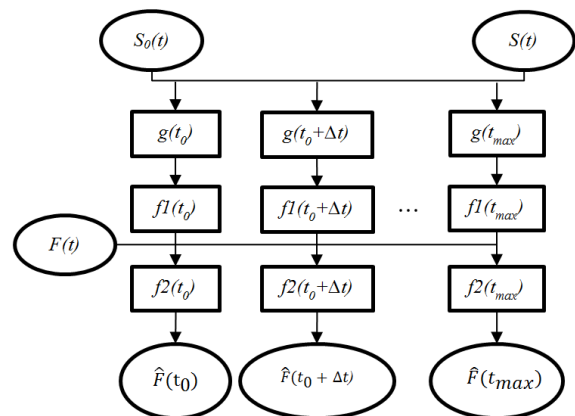 S₀(t) S(t)
g(t₀) g(t₀+Δt) g(tₘₐₓ)
f1(t₀) f1(t₀+Δt) ... f1(tₘₐₓ)
F(t)
f2(t₀) f2(t₀+Δt) f2(tₘₐₓ)
F̂(t₀) F̂(t₀ + Δt) F̂(tₘₐₓ)